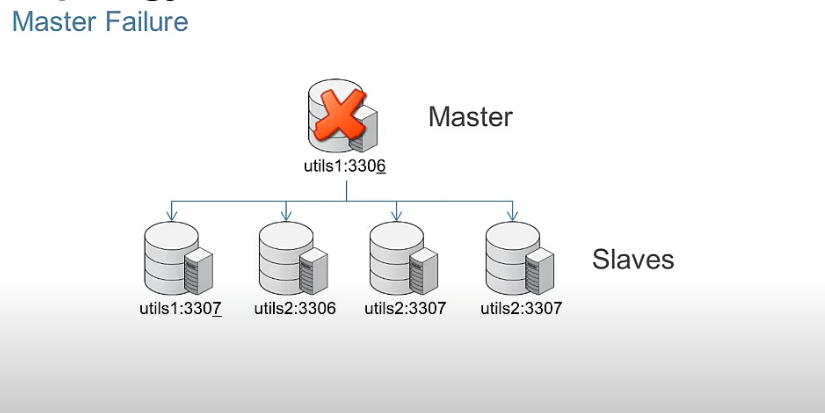 Master Failure
Master
utils1:3306
Slaves
utils1:3307 utils2:3306 utils2:3307 utils2:3307